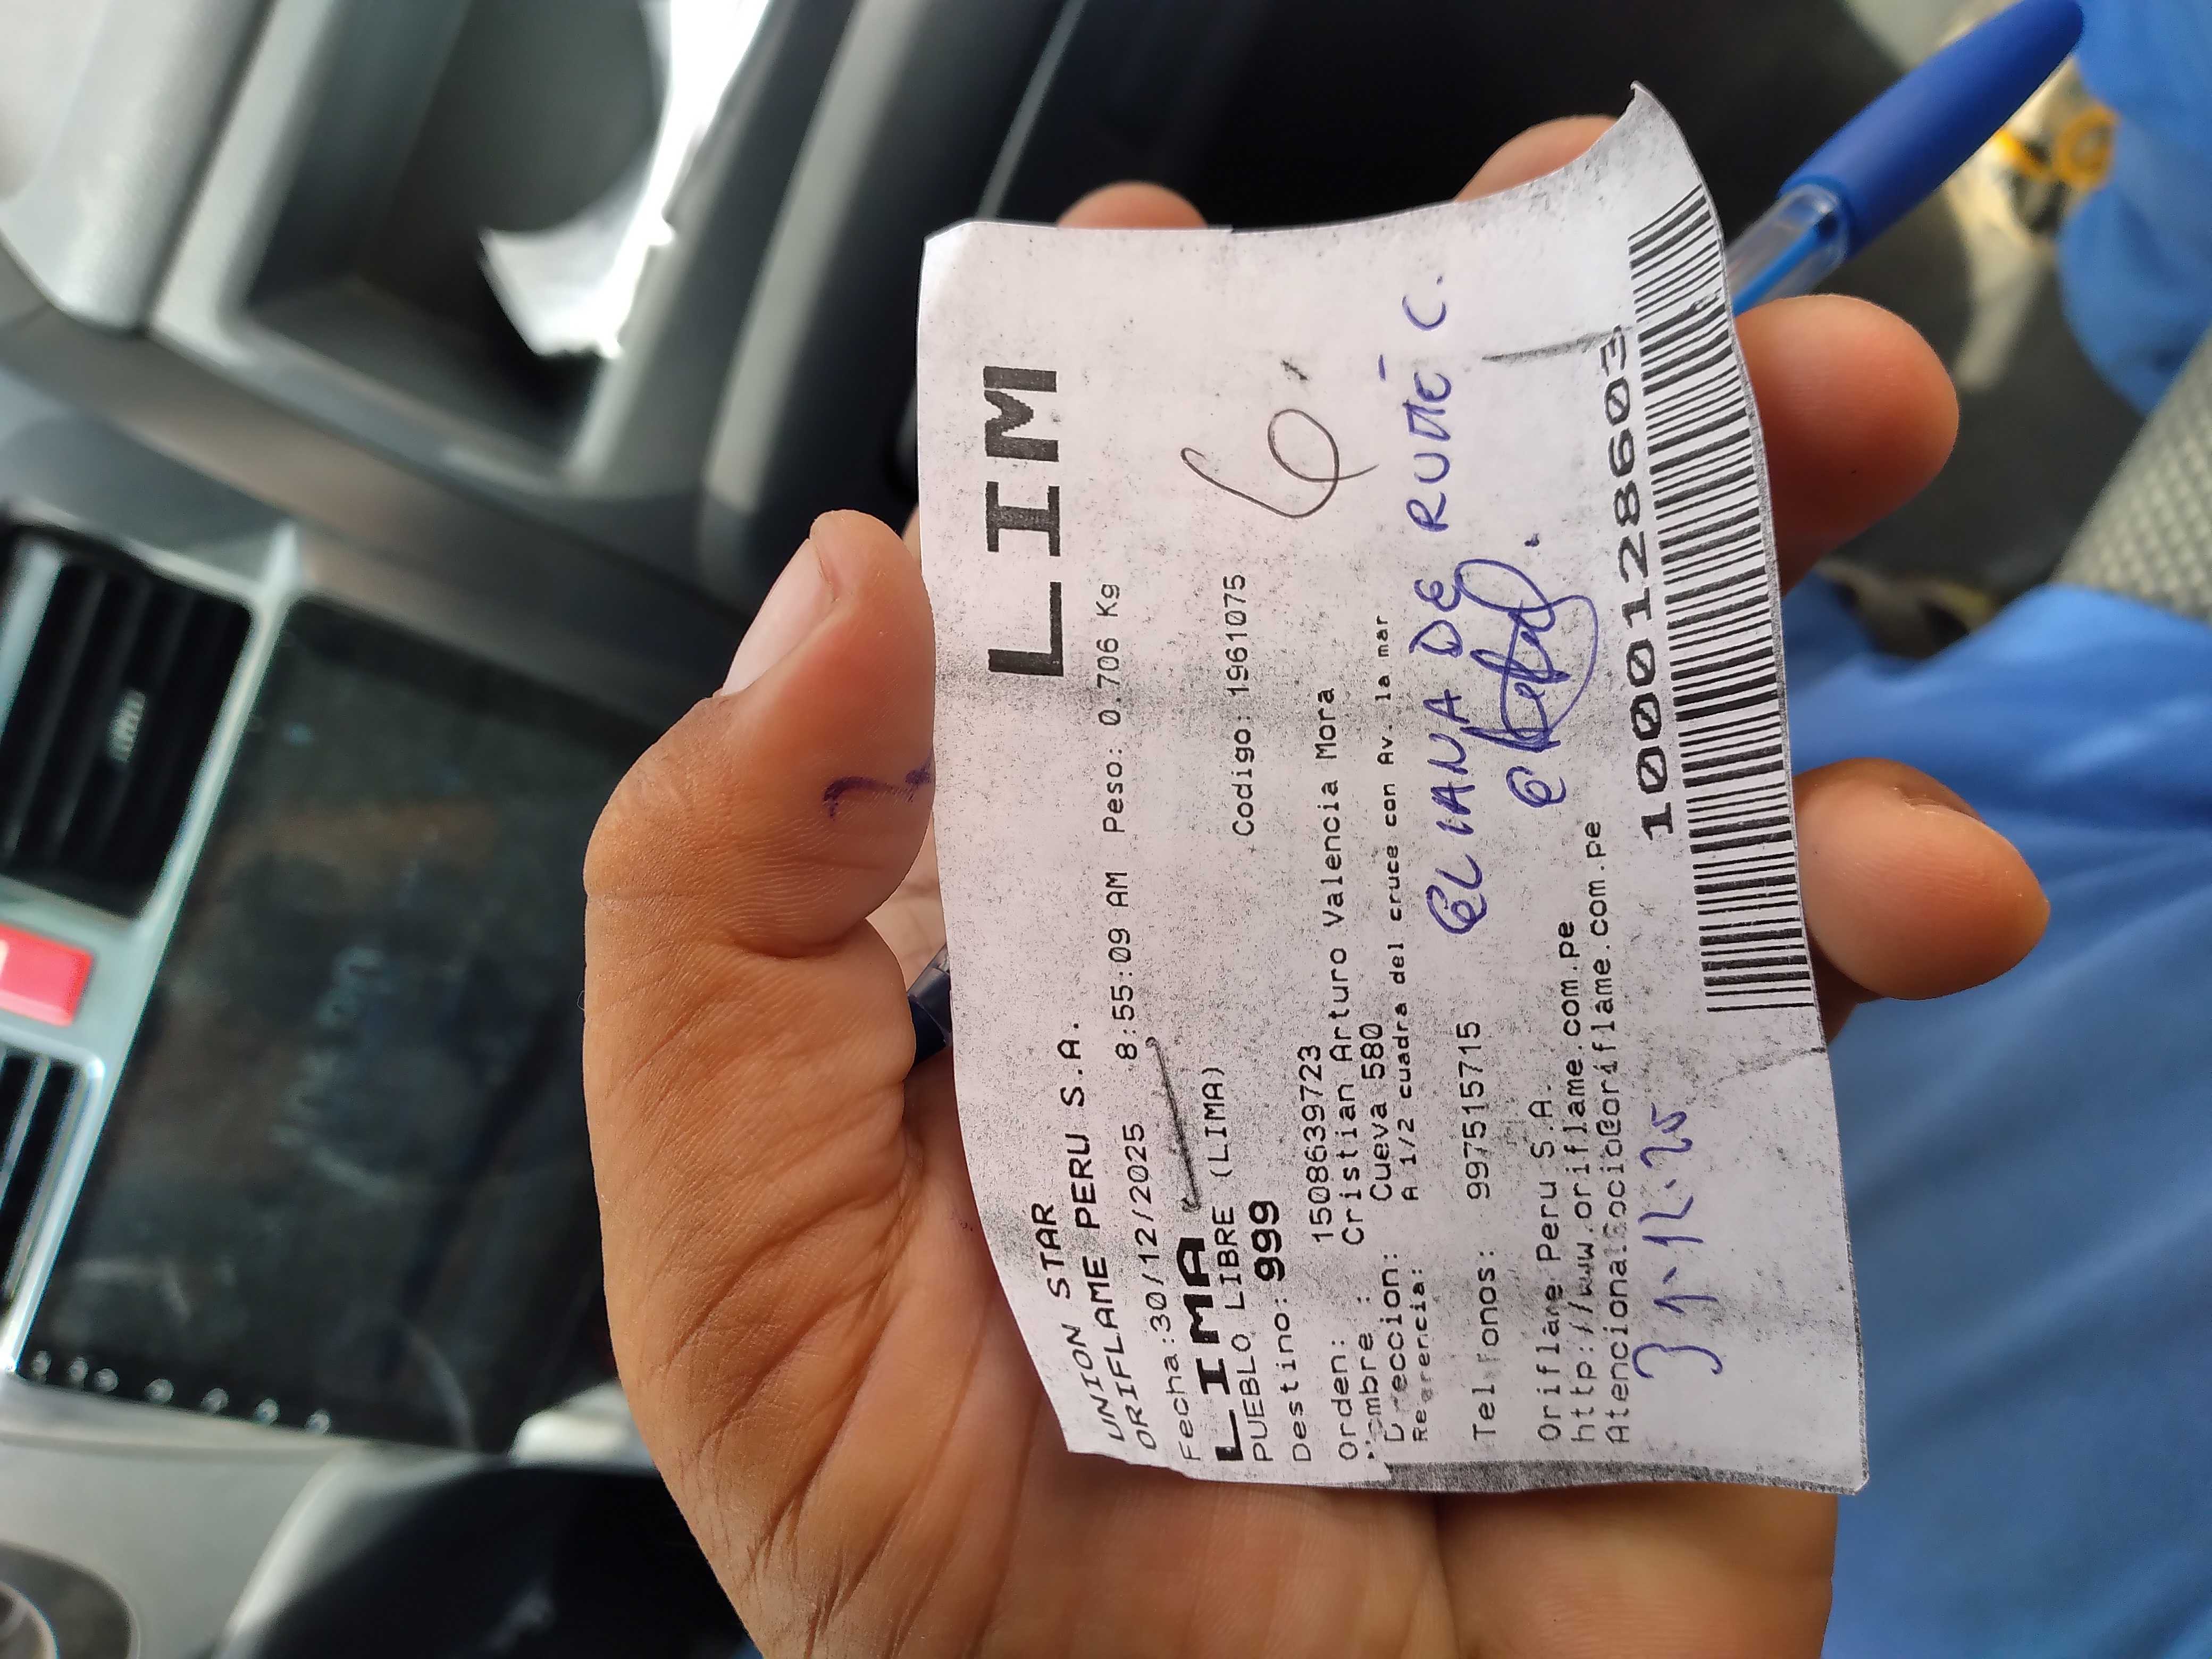 LIM
UNION STAR
ORIFLAME PERU S.A.
Fecha:30/12/2025 8:55:09 AM Peso: 0.706 Kg
LIMA
PUEBLO LIBRE (LIMA)
Destino: 999 Codigo: 1961075
6
Orden: 1508639723
Nombre : Cristian Arturo Valencia Mora
Direccion: Cueva 580
Referencia: A 1/2 cuadra del cruce con Av. la mar
ELIANA DE RUTTÉ C.
Telefonos: 997515715
Oriflame Peru S.A.
http://www.oriflame.com.pe
Atencionalsocio@oriflame.com.pe
10000128603
31.12.25